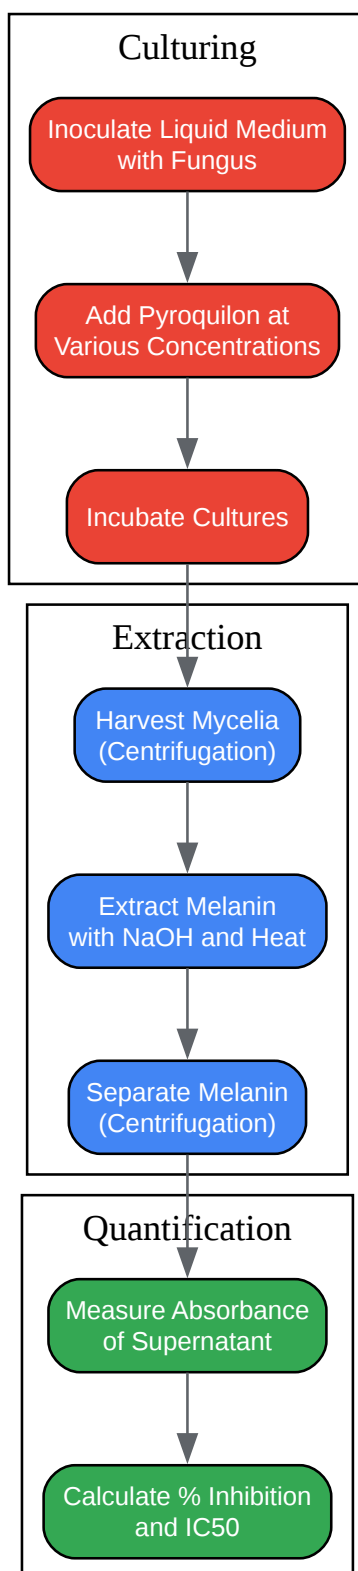 Culturing
Inoculate Liquid Medium
with Fungus
Add Pyroquilon at
Various Concentrations
Incubate Cultures
Extraction
Harvest Mycelia
(Centrifugation)
Extract Melanin
with NaOH and Heat
Separate Melanin
(Centrifugation)
Quantification
Measure Absorbance
of Supernatant
Calculate % Inhibition
and IC50